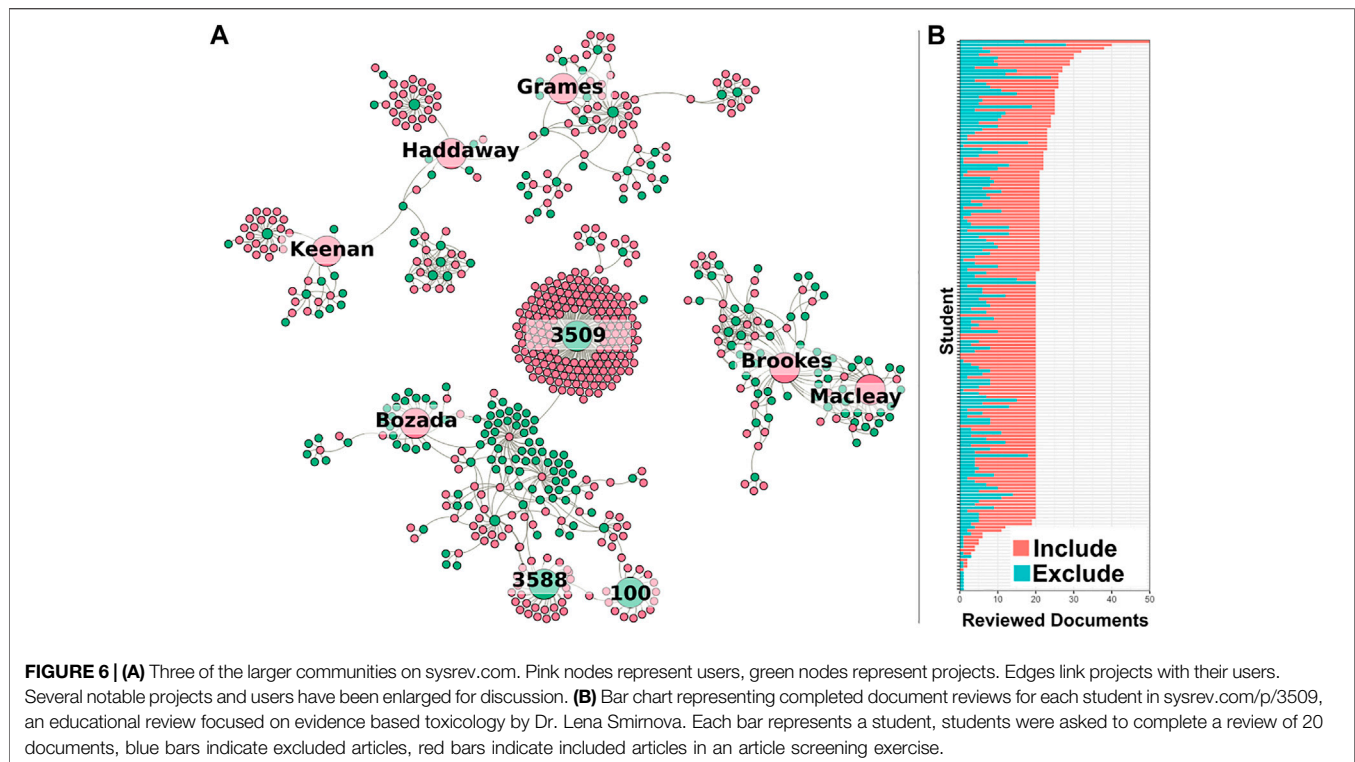 A
B
Grames
Haddaway
Keenan
3509
Brookes
Macleay
Bozada
3588
100
Student
Include
Exclude
0 10 20 30 40 50
Reviewed Documents
FIGURE 6 | (A) Three of the larger communities on sysrev.com. Pink nodes represent users, green nodes represent projects. Edges link projects with their users.
Several notable projects and users have been enlarged for discussion. (B) Bar chart representing completed document reviews for each student in sysrev.com/p/3509,
an educational review focused on evidence based toxicology by Dr. Lena Smirnova. Each bar represents a student, students were asked to complete a review of 20
documents, blue bars indicate excluded articles, red bars indicate included articles in an article screening exercise.